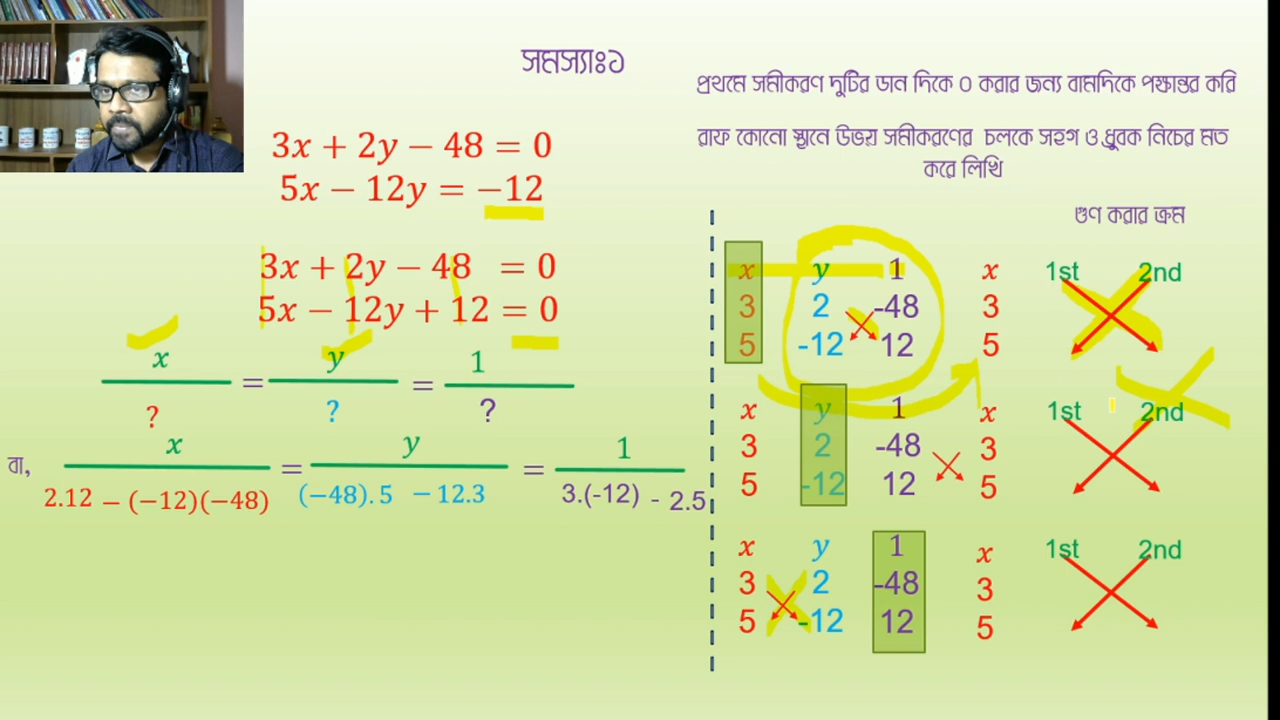 সমস্যাঃ১
3x + 2y − 48 = 0
5x − 12y = −12
3x + 2y − 48 = 0
5x − 12y + 12 = 0
x y 1
= =
? ? ?
বা, x y 1
= =
2.12 − (−12)(−48) (−48).5 −12.3 3.(-12) - 2.5
প্রথমে সমীকরণ দুটির ডান দিকে ০ করার জন্য বামদিকে পক্ষান্তর করি
রাফ কোনো স্থানে উভয় সমীকরণের চলকে সহগ ও ধ্রুবক নিচের মত
করে লিখি
গুণ করার ক্রম
x y 1 x 1st 2nd
3 2 -48 3
5 -12 12 5
x y 1 x 1st 2nd
3 2 -48 3
5 -12 12 5
x y 1 x 1st 2nd
3 2 -48 3
5 -12 12 5